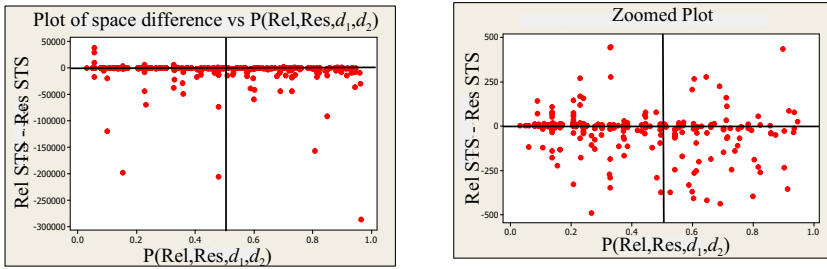 Plot of space difference vs P(Rel,Res,d₁,d₂)
Rel STS - Res STS
50000
0
-50000
-100000
-150000
-200000
-250000
-300000
0.0 0.2 0.4 0.6 0.8 1.0
P(Rel,Res,d₁,d₂)
Zoomed Plot
Rel STS - Res STS
500
250
0
-250
-500
0.0 0.2 0.4 0.6 0.8 1.0
P(Rel,Res,d₁,d₂)